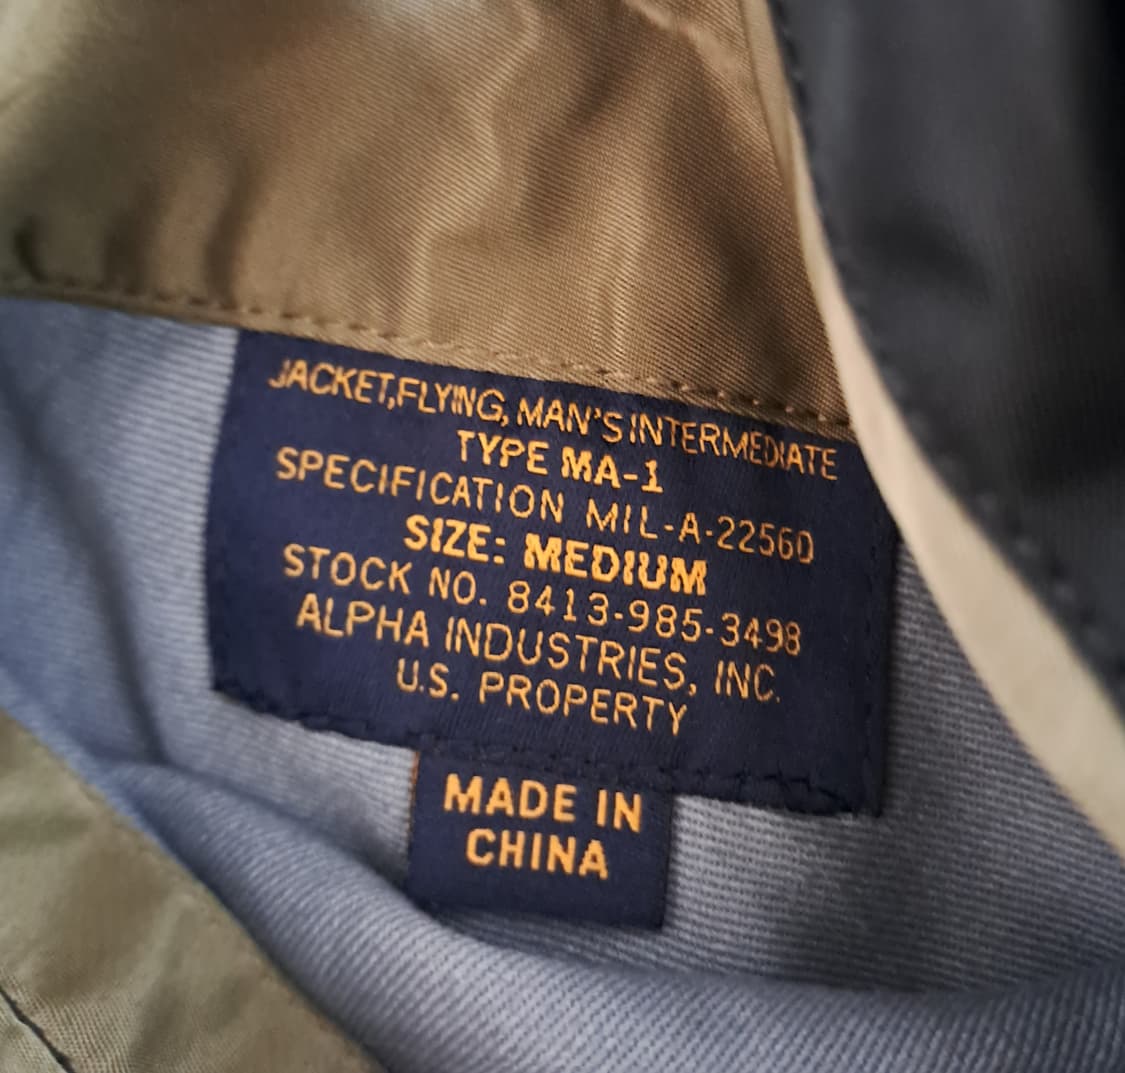 JACKET,FLYING, MAN'S INTERMEDIATE
TYPE MA-1
SPECIFICATION MIL-A-22560
SIZE: MEDIUM
STOCK NO. 8413-985-3498
ALPHA INDUSTRIES, INC.
U.S. PROPERTY
MADE IN
CHINA